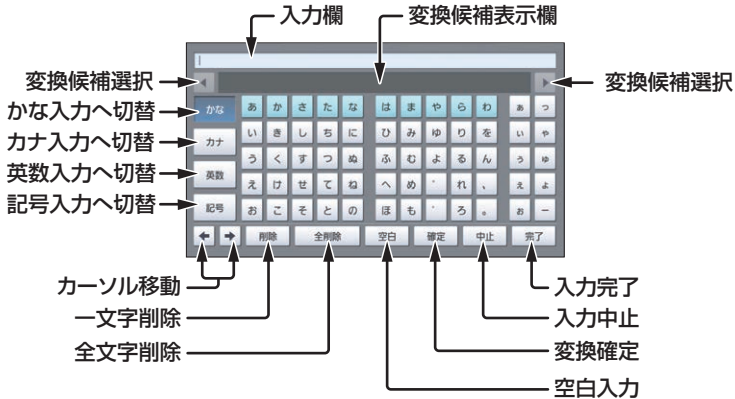 入力欄 変換候補表示欄
変換候補選択 変換候補選択
かな入力へ切替
カナ入力へ切替
英数入力へ切替
記号入力へ切替
かな あ か さ た な は ま や ら わ ぁ っ
カナ い き し ち に ひ み ゆ り を ぃ ゃ
う く す つ ぬ ふ む よ る ん ぅ ゅ
英数 え け せ て ね へ め ゛ れ 、 ぇ ょ
記号 お こ そ と の ほ も ゜ ろ 。 ぉ ー
← → 削除 全削除 空白 確定 中止 完了
カーソル移動 入力完了
一文字削除 入力中止
全文字削除 変換確定
空白入力